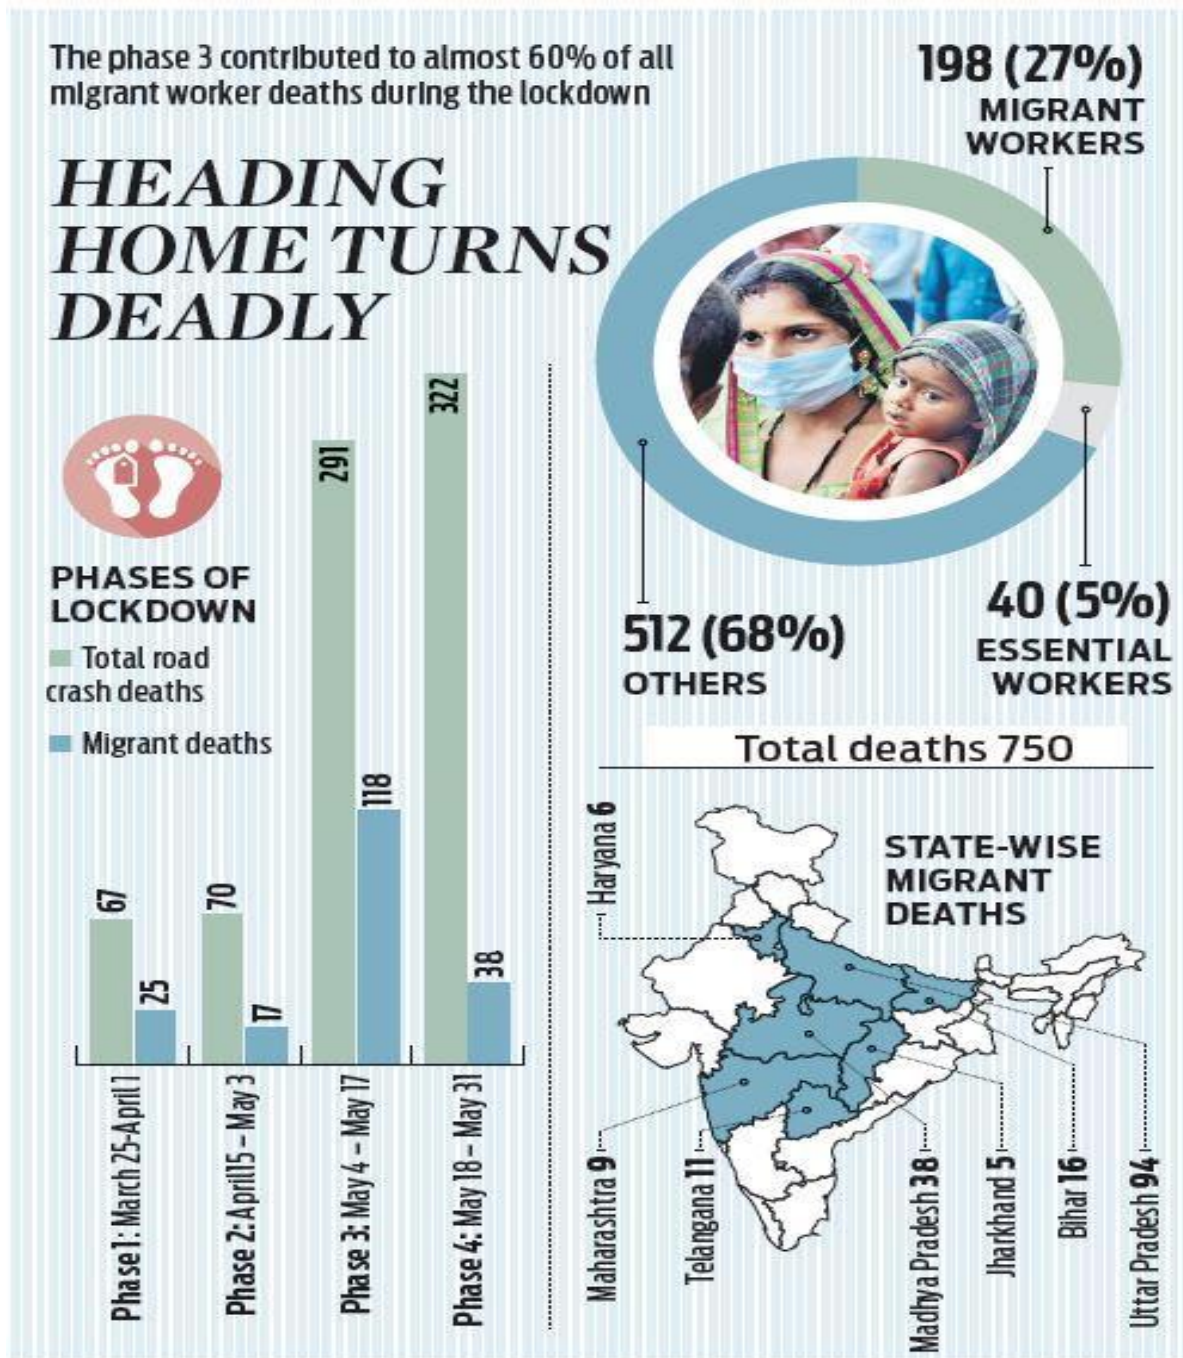 The phase 3 contributed to almost 60% of all
migrant worker deaths during the lockdown
HEADING
HOME TURNS
DEADLY
198 (27%)
MIGRANT
WORKERS
512 (68%)
OTHERS
40 (5%)
ESSENTIAL
WORKERS
PHASES OF
LOCKDOWN
Total road
crash deaths
Migrant deaths
67
25
70
17
291
118
322
38
Phase 1: March 25-April 1
Phase 2: April15 – May 3
Phase 3: May 4 – May 17
Phase 4: May 18 – May 31
Total deaths 750
STATE-WISE
MIGRANT
DEATHS
Haryana 6
Maharashtra 9
Telangana 11
Madhya Pradesh 38
Jharkhand 5
Bihar 16
Uttar Pradesh 94